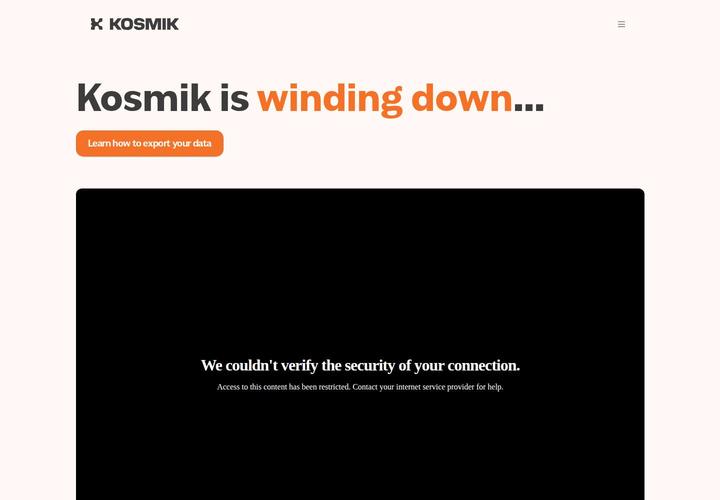 KOSMIK
Kosmik is winding down...
Learn how to export your data
We couldn't verify the security of your connection.
Access to this content has been restricted. Contact your internet service provider for help.